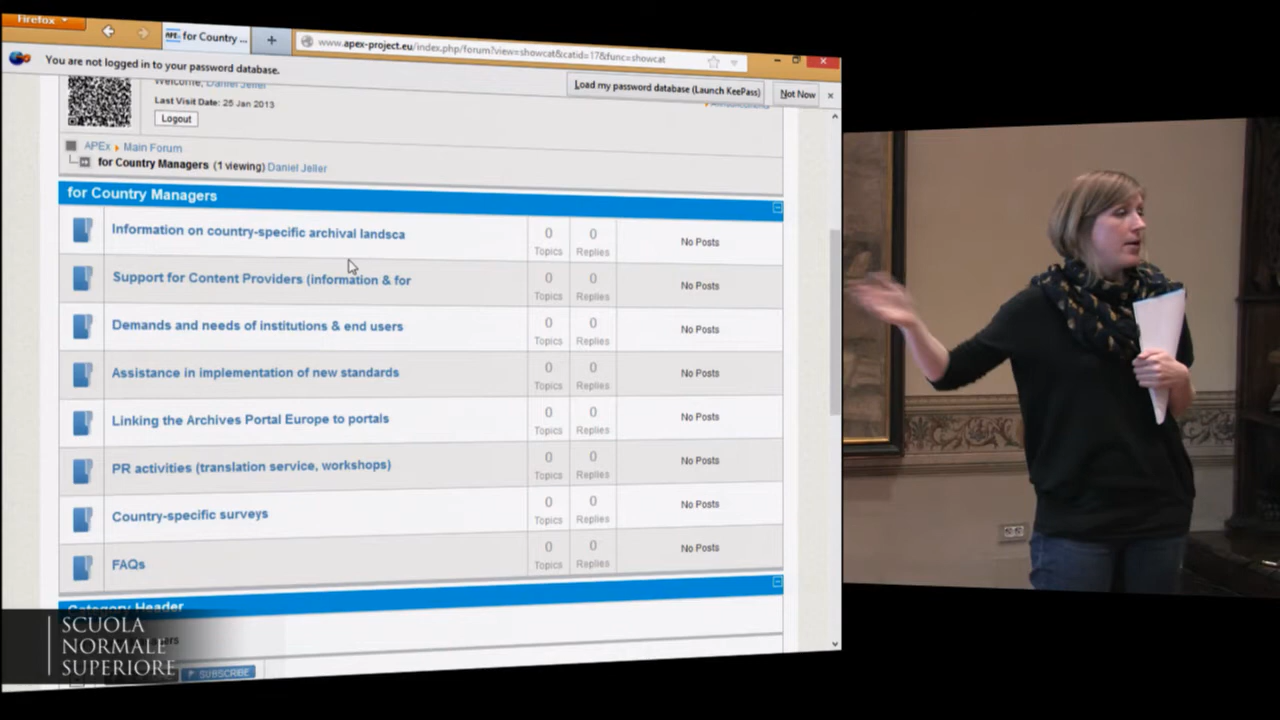 Firefox
APEx for Country ...
www.apex-project.eu/index.php/forum?view=showcat&catid=17&func=showcat
You are not logged in to your password database.
Load my password database (Launch KeePass)
Not Now
Welcome, Daniel Jeller
Last Visit Date: 25 Jan 2013
Logout
APEx Main Forum
for Country Managers (1 viewing) Daniel Jeller
for Country Managers
Information on country-specific archival landsca
0 Topics
0 Replies
No Posts
Support for Content Providers (information & for
0 Topics
0 Replies
No Posts
Demands and needs of institutions & end users
0 Topics
0 Replies
No Posts
Assistance in implementation of new standards
0 Topics
0 Replies
No Posts
Linking the Archives Portal Europe to portals
0 Topics
0 Replies
No Posts
PR activities (translation service, workshops)
0 Topics
0 Replies
No Posts
Country-specific surveys
0 Topics
0 Replies
No Posts
FAQs
0 Topics
0 Replies
No Posts
Category Header
SUBSCRIBE
SCUOLA
NORMALE
SUPERIORE